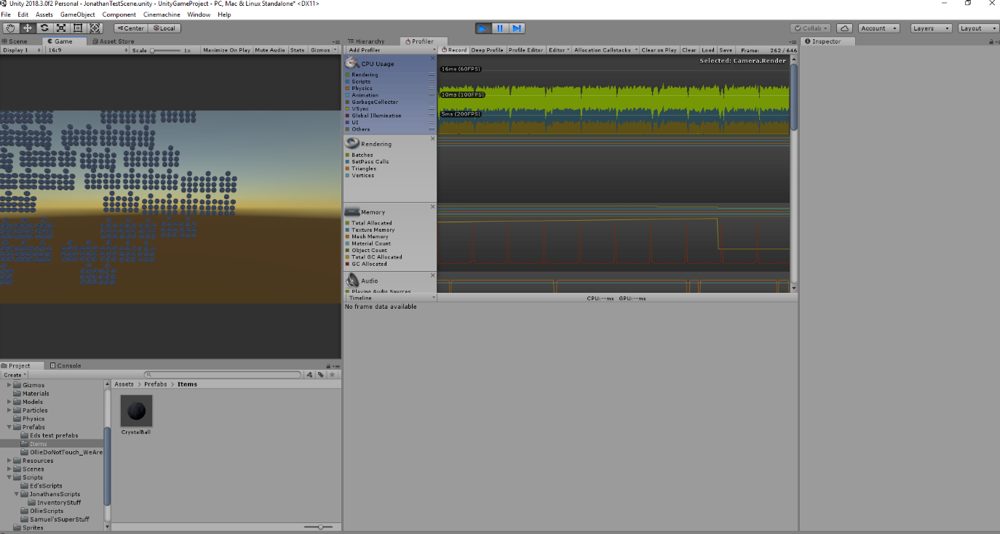 Unity 2018.3.0f2 Personal - JonathanTestScene.unity - UnityGameProject - PC, Mac & Linux Standalone* <DX11>
File Edit Assets GameObject Component Cinemachine Window Help
Center Local Collab Account Layers Layout
Scene Game Asset Store
Display 1 16:9 Scale 1x Maximize On Play Mute Audio Stats Gizmos
Hierarchy Profiler
Add Profiler Record Deep Profile Profile Editor Editor Allocation Callstacks Clear on Play Clear Load Save Frame: 262 / 646
Inspector
CPU Usage
Rendering
Scripts
Physics
Animation
GarbageCollector
VSync
Global Illumination
UI
Others
Selected: Camera.Render
16ms (60FPS)
10ms (100FPS)
5ms (200FPS)
Rendering
Batches
SetPass Calls
Triangles
Vertices
Memory
Total Allocated
Texture Memory
Mesh Memory
Material Count
Object Count
Total GC Allocated
GC Allocated
Audio
Playing Audio Sources
Timeline CPU:--ms GPU:--ms
No frame data available
Project Console
Create
Gizmos
Materials
Models
Particles
Physics
Prefabs
Eds test prefabs
Items
OllieDoNotTouch_WeAre
Resources
Scenes
Scripts
Ed'sScripts
JonathansScripts
InventoryStuff
OllieScripts
Samuel'sSuperStuff
Sprites
Assets > Prefabs > Items
CrystalBall